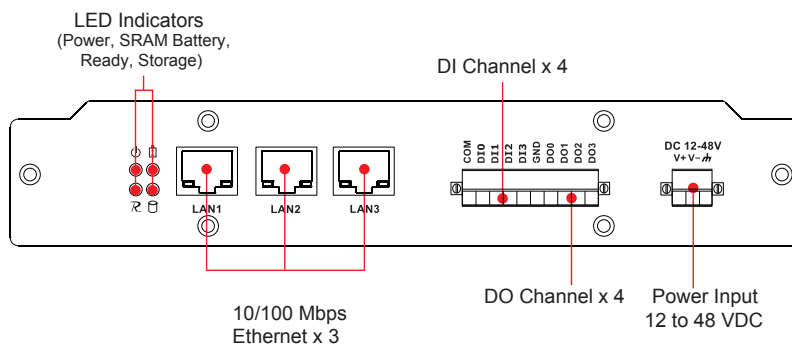 LED Indicators
(Power, SRAM Battery,
Ready, Storage)
DI Channel x 4
COM
DI0
DI1
DI2
DI3
GND
DO0
DO1
DO2
DO3
DC 12-48V
V+ V-
LAN1
LAN2
LAN3
10/100 Mbps
Ethernet x 3
DO Channel x 4
Power Input
12 to 48 VDC